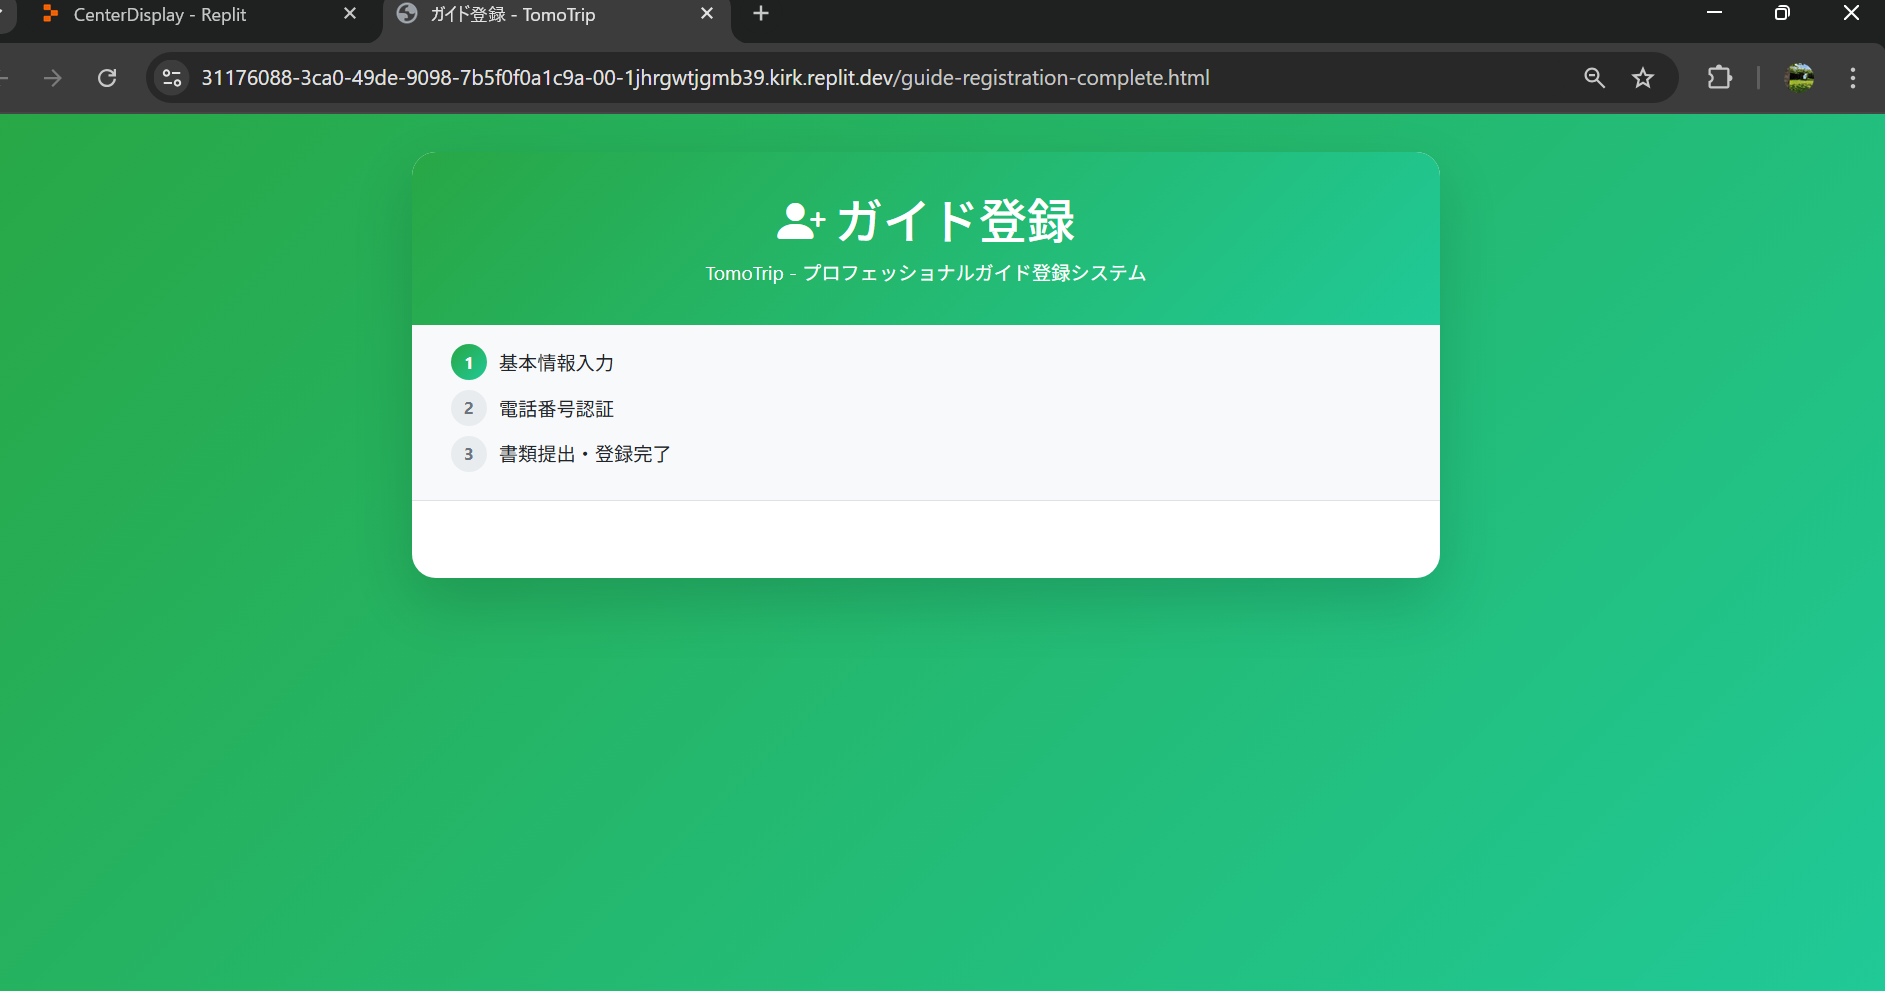 CenterDisplay - Replit
ガイド登録 - TomoTrip
31176088-3ca0-49de-9098-7b5f0f0a1c9a-00-1jhrgwtjgmb39.kirk.replit.dev/guide-registration-complete.html
ガイド登録
TomoTrip - プロフェッショナルガイド登録システム
1 基本情報入力
2 電話番号認証
3 書類提出・登録完了